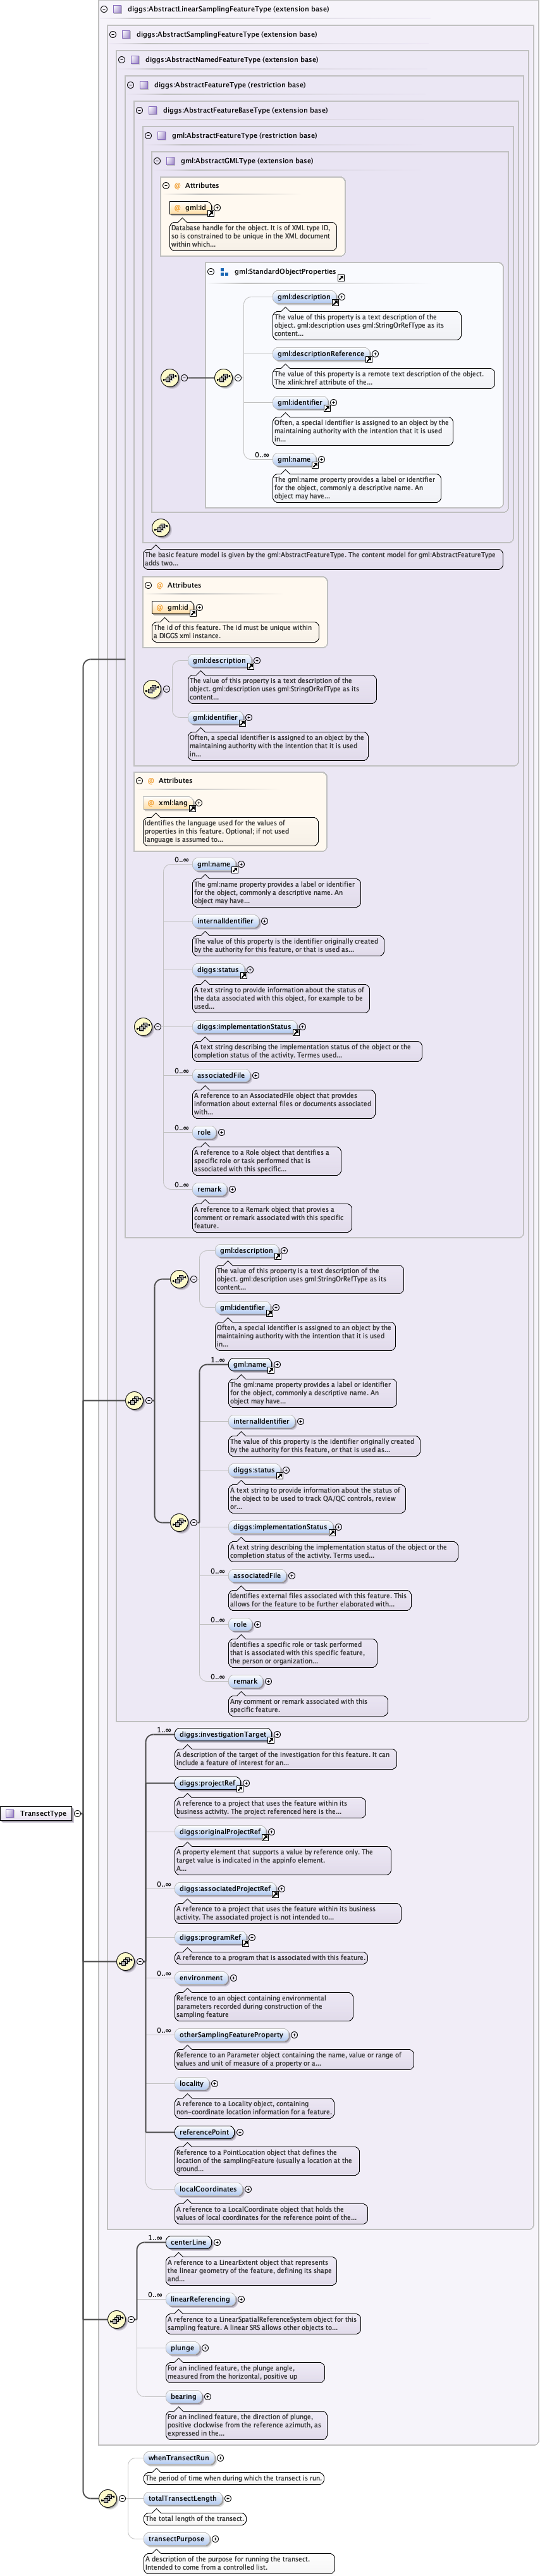 diggs:AbstractLinearSamplingFeatureType (extension base)
diggs:AbstractSamplingFeatureType (extension base)
diggs:AbstractNamedFeatureType (extension base)
diggs:AbstractFeatureType (restriction base)
diggs:AbstractFeatureBaseType (extension base)
gml:AbstractFeatureType (restriction base)
gml:AbstractGMLType (extension base)
Attributes
gml:id
Database handle for the object. It is of XML type ID,
so is constrained to be unique in the XML document
within which...
gml:StandardObjectProperties
gml:description
The value of this property is a text description of the
object. gml:description uses gml:StringOrRefType as its
content...
gml:descriptionReference
The value of this property is a remote text description of the object.
The xlink:href attribute of the...
gml:identifier
Often, a special identifier is assigned to an object by the
maintaining authority with the intention that it is used
in...
0..∞
gml:name
The gml:name property provides a label or identifier
for the object, commonly a descriptive name. An
object may have...
The basic feature model is given by the gml:AbstractFeatureType. The content model for gml:AbstractFeatureType
adds two...
Attributes
gml:id
The id of this feature. The id must be unique within
a DIGGS xml instance.
gml:description
The value of this property is a text description of the
object. gml:description uses gml:StringOrRefType as its
content...
gml:identifier
Often, a special identifier is assigned to an object by the
maintaining authority with the intention that it is used
in...
Attributes
xml:lang
Identifies the language used for the values of
properties in this feature. Optional; if not used
language is assumed to...
0..∞
gml:name
The gml:name property provides a label or identifier
for the object, commonly a descriptive name. An
object may have...
internalIdentifier
The value of this property is the identifier originally created
by the authority for this feature, or that is used as...
diggs:status
A text string to provide information about the status of
the data associated with this object, for example to be
used...
diggs:implementationStatus
A text string describing the implementation status of the object or the
completion status of the activity. Termes used...
0..∞
associatedFile
A reference to an AssociatedFile object that provides
information about external files or documents associated
with...
0..∞
role
A reference to a Role object that dentifies a
specific role or task performed that is
associated with this specific...
0..∞
remark
A reference to a Remark object that provies a
comment or remark associated with this specific
feature.
gml:description
The value of this property is a text description of the
object. gml:description uses gml:StringOrRefType as its
content...
gml:identifier
Often, a special identifier is assigned to an object by the
maintaining authority with the intention that it is used
in...
1..∞
gml:name
The gml:name property provides a label or identifier
for the object, commonly a descriptive name. An
object may have...
internalIdentifier
The value of this property is the identifier originally created
by the authority for this feature, or that is used as...
diggs:status
A text string to provide information about the status of
the object to be used to track QA/QC controls, review
or...
diggs:implementationStatus
A text string describing the implementation status of the object or the
completion status of the activity. Terms used...
0..∞
associatedFile
Identifies external files associated with this feature. This
allows for the feature to be further elaborated with...
0..∞
role
Identifies a specific role or task performed
that is associated with this specific feature,
the person or organization...
0..∞
remark
Any comment or remark associated with this
specific feature.
1..∞
diggs:investigationTarget
A description of the target of the investigation for this feature. It can
include a feature of interest for an...
diggs:projectRef
A reference to a project that uses the feature within its
business activity. The project referenced here is the...
TransectType
diggs:originalProjectRef
A property element that supports a value by reference only. The
target value is indicated in the appinfo element.
A...
0..∞
diggs:associatedProjectRef
A reference to a project that uses the feature within its business
activity. The associated project is not intended to...
diggs:programRef
A reference to a program that is associated with this feature.
0..∞
environment
Reference to an object containing environmental
parameters recorded during construction of the
sampling feature
0..∞
otherSamplingFeatureProperty
Reference to an Parameter object containing the name, value or range of
values and unit of measure of a property or a...
locality
A reference to a Locality object, containing
non-coordinate location information for a feature.
referencePoint
Reference to a PointLocation object that defines the
location of the samplingFeature (usually a location at the
ground...
localCoordinates
A reference to a LocalCoordinate object that holds the
values of local coordinates for the reference point of the...
1..∞
centerLine
A reference to a LinearExtent object that represents
the linear geometry of the feature, defining its shape
and...
0..∞
linearReferencing
A reference to a LinearSpatialReferenceSystem object for this
sampling feature. A linear SRS allows other objects to...
plunge
For an inclined feature, the plunge angle,
measured from the horizontal, positive up
bearing
For an inclined feature, the direction of plunge,
positive clockwise from the reference azimuth, as
expressed in the...
whenTransectRun
The period of time when during which the transect is run.
totalTransectLength
The total length of the transect.
transectPurpose
A description of the purpose for running the transect.
Intended to come from a controlled list.